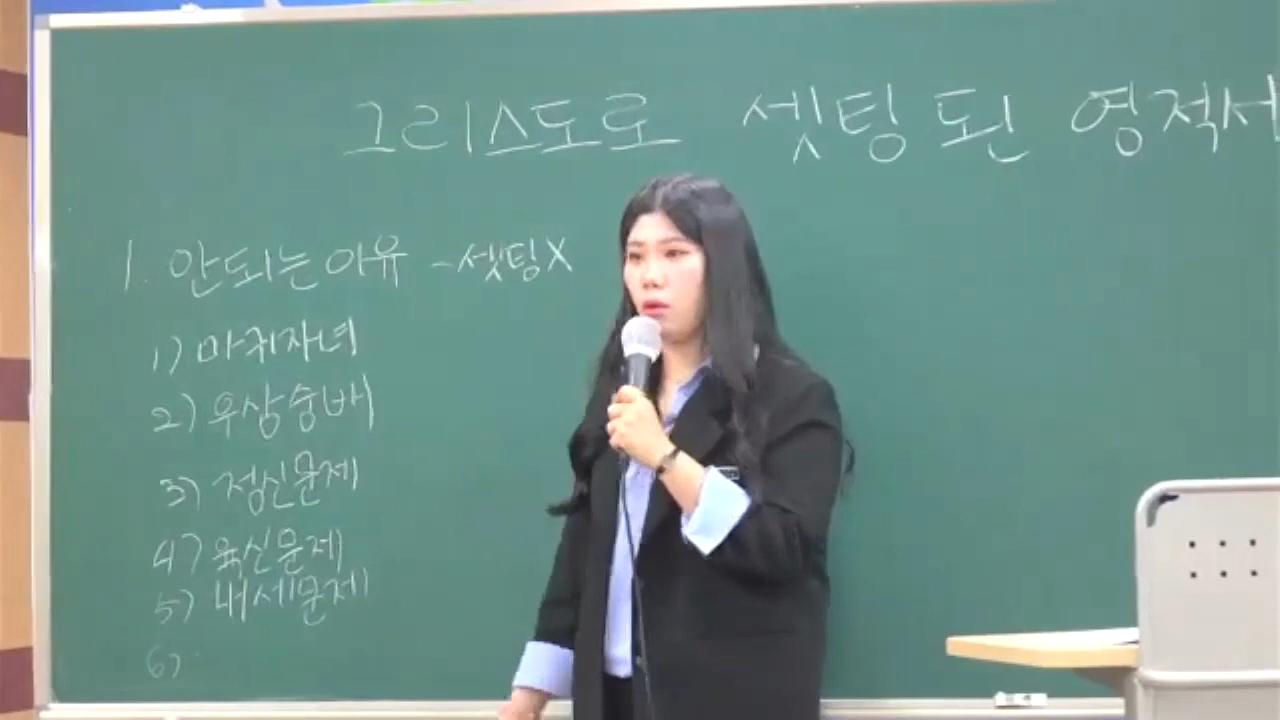 그리스도로 셋팅 된 영적서
1. 안되는 이유 - 셋팅X
1) 마귀자녀
2) 우상숭배
3) 정신문제
4) 육신문제
5) 내세문제
6)